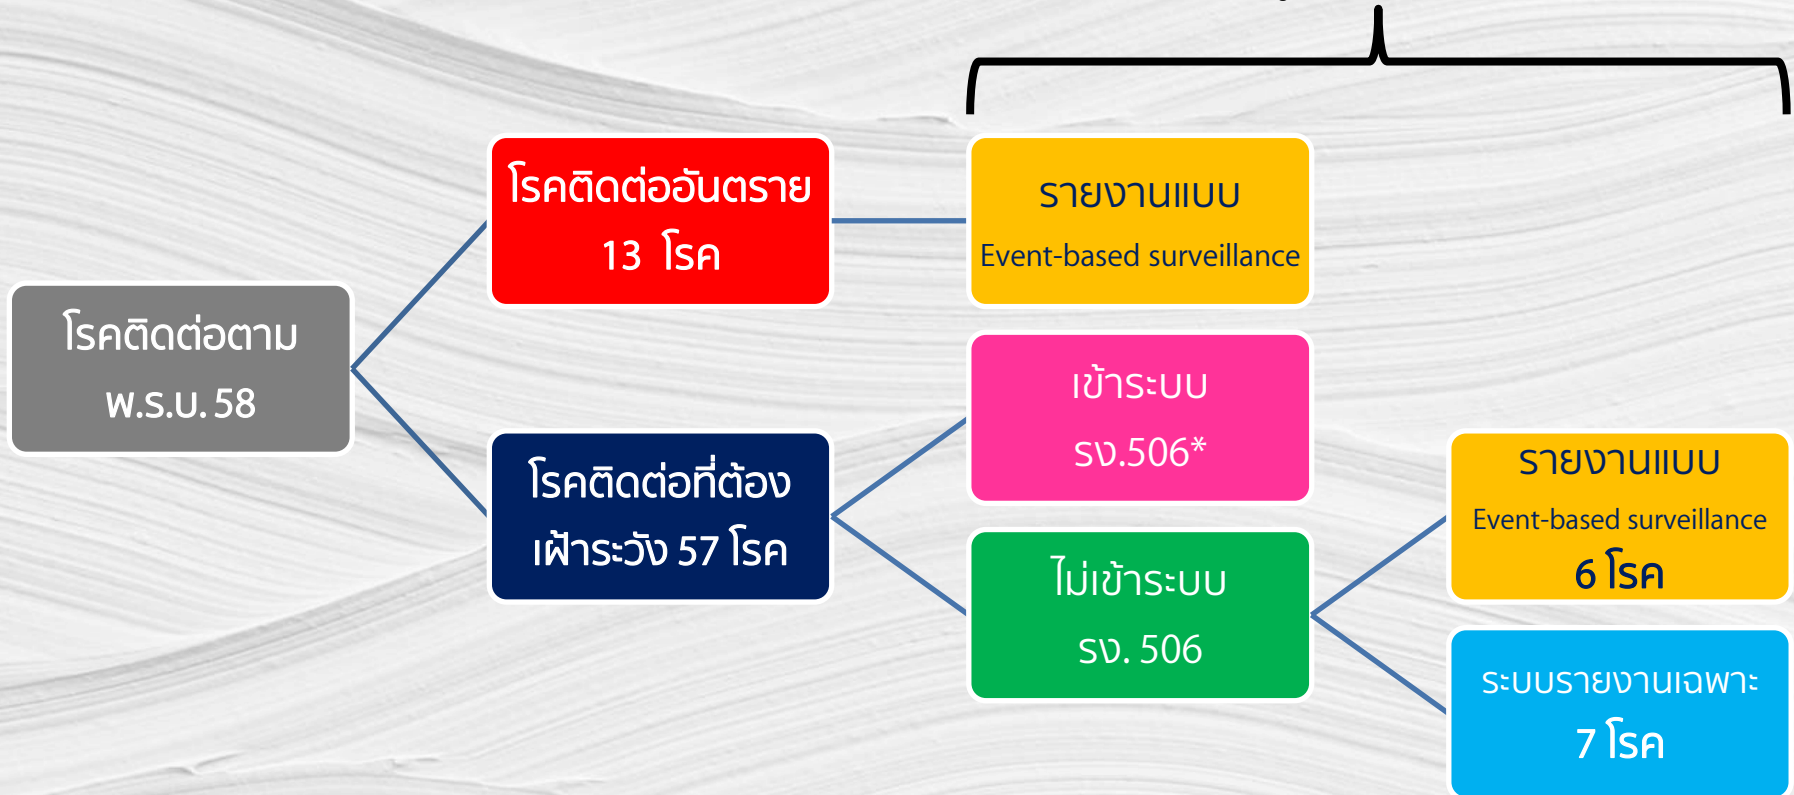 โรคติดต่อตาม
พ.ร.บ. 58
โรคติดต่ออันตราย
13 โรค
โรคติดต่อที่ต้อง
เฝ้าระวัง 57 โรค
รายงานแบบ
Event-based surveillance
เข้าระบบ
รง.506*
ไม่เข้าระบบ
รง. 506
รายงานแบบ
Event-based surveillance
6 โรค
ระบบรายงานเฉพาะ
7 โรค